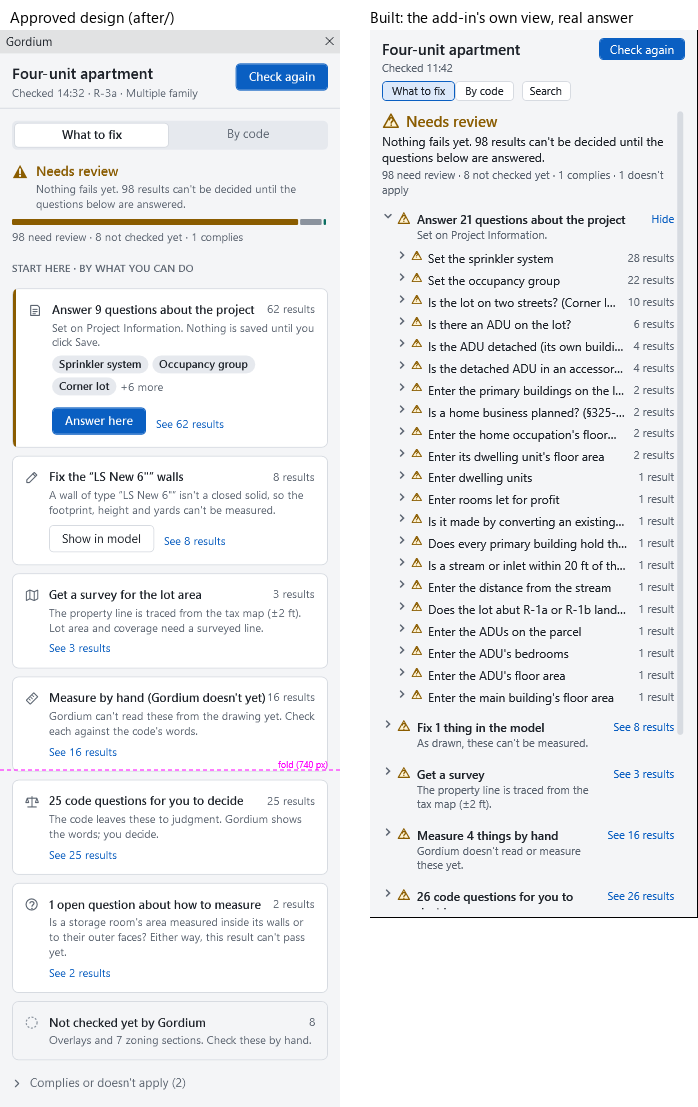 Approved design (after/)
Gordium
Four-unit apartment
Check again
Checked 14:32 · R-3a · Multiple family
What to fix
By code
Needs review
Nothing fails yet. 98 results can't be decided until the
questions below are answered.
98 need review · 8 not checked yet · 1 complies
START HERE · BY WHAT YOU CAN DO
Answer 9 questions about the project
62 results
Set on Project Information. Nothing is saved until you
click Save.
Sprinkler system
Occupancy group
Corner lot
+6 more
Answer here
See 62 results
Fix the “LS New 6"” walls
8 results
A wall of type “LS New 6"” isn't a closed solid, so the
footprint, height and yards can't be measured.
Show in model
See 8 results
Get a survey for the lot area
3 results
The property line is traced from the tax map (±2 ft).
Lot area and coverage need a surveyed line.
See 3 results
Measure by hand (Gordium doesn't yet)
16 results
Gordium can't read these from the drawing yet. Check
each against the code's words.
See 16 results
fold (740 px)
25 code questions for you to decide
25 results
The code leaves these to judgment. Gordium shows
the words; you decide.
See 25 results
1 open question about how to measure
2 results
Is a storage room's area measured inside its walls or
to their outer faces? Either way, this result can't pass
yet.
See 2 results
Not checked yet by Gordium
8
Overlays and 7 zoning sections. Check these by hand.
Complies or doesn't apply (2)
Built: the add-in's own view, real answer
Four-unit apartment
Check again
Checked 11:42
What to fix
By code
Search
Needs review
Nothing fails yet. 98 results can't be decided until the
questions below are answered.
98 need review · 8 not checked yet · 1 complies · 1 doesn't
apply
Answer 21 questions about the project
Hide
Set on Project Information.
Set the sprinkler system
28 results
Set the occupancy group
22 results
Is the lot on two streets? (Corner l...
10 results
Is there an ADU on the lot?
6 results
Is the ADU detached (its own buildi...
4 results
Is the detached ADU in an accessor...
4 results
Enter the primary buildings on the l...
2 results
Is a home business planned? (§325-...
2 results
Enter the home occupation's floor...
2 results
Enter its dwelling unit's floor area
2 results
Enter dwelling units
1 result
Enter rooms let for profit
1 result
Is it made by converting an existing...
1 result
Does every primary building hold th...
1 result
Is a stream or inlet within 20 ft of th...
1 result
Enter the distance from the stream
1 result
Does the lot abut R-1a or R-1b land...
1 result
Enter the ADUs on the parcel
1 result
Enter the ADU's bedrooms
1 result
Enter the ADU's floor area
1 result
Enter the main building's floor area
1 result
Fix 1 thing in the model
See 8 results
As drawn, these can't be measured.
Get a survey
See 3 results
The property line is traced from the
tax map (±2 ft).
Measure 4 things by hand
See 16 results
Gordium doesn't read or measure
these yet.
26 code questions for you to
See 26 results